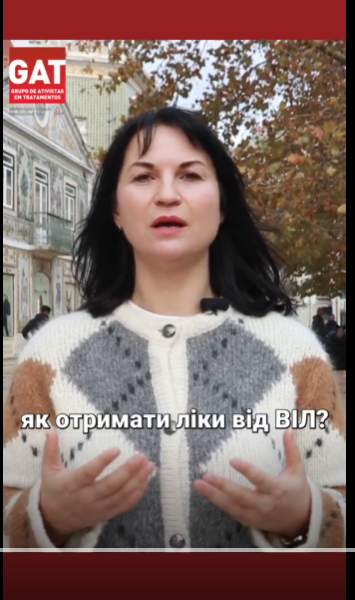 GAT
GRUPO DE ATIVISTAS
EM TRATAMENTOS
як отримати ліки від ВІЛ?